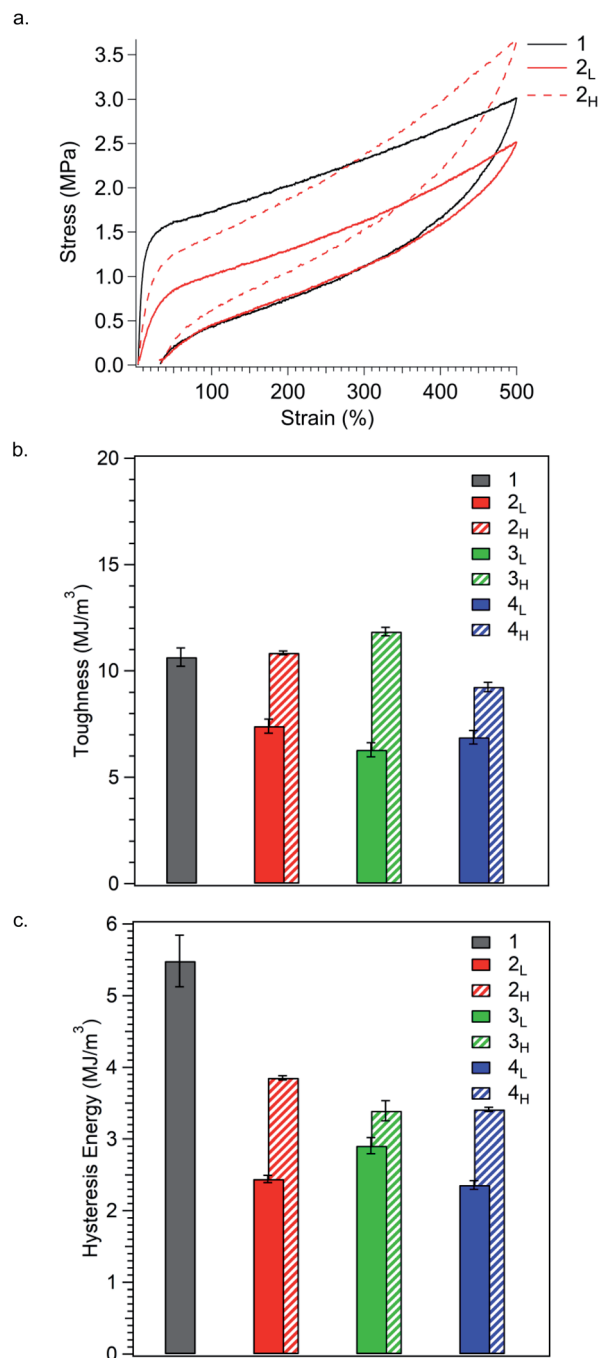 a.
3.5
3.0
2.5
2.0
1.5
1.0
0.5
0.0
Stress (MPa)
100 200 300 400 500
Strain (%)
1
2L
2H
b.
20
15
10
5
0
Toughness (MJ/m³)
1
2L
2H
3L
3H
4L
4H
c.
6
5
4
3
2
1
0
Hysteresis Energy (MJ/m³)
1
2L
2H
3L
3H
4L
4H